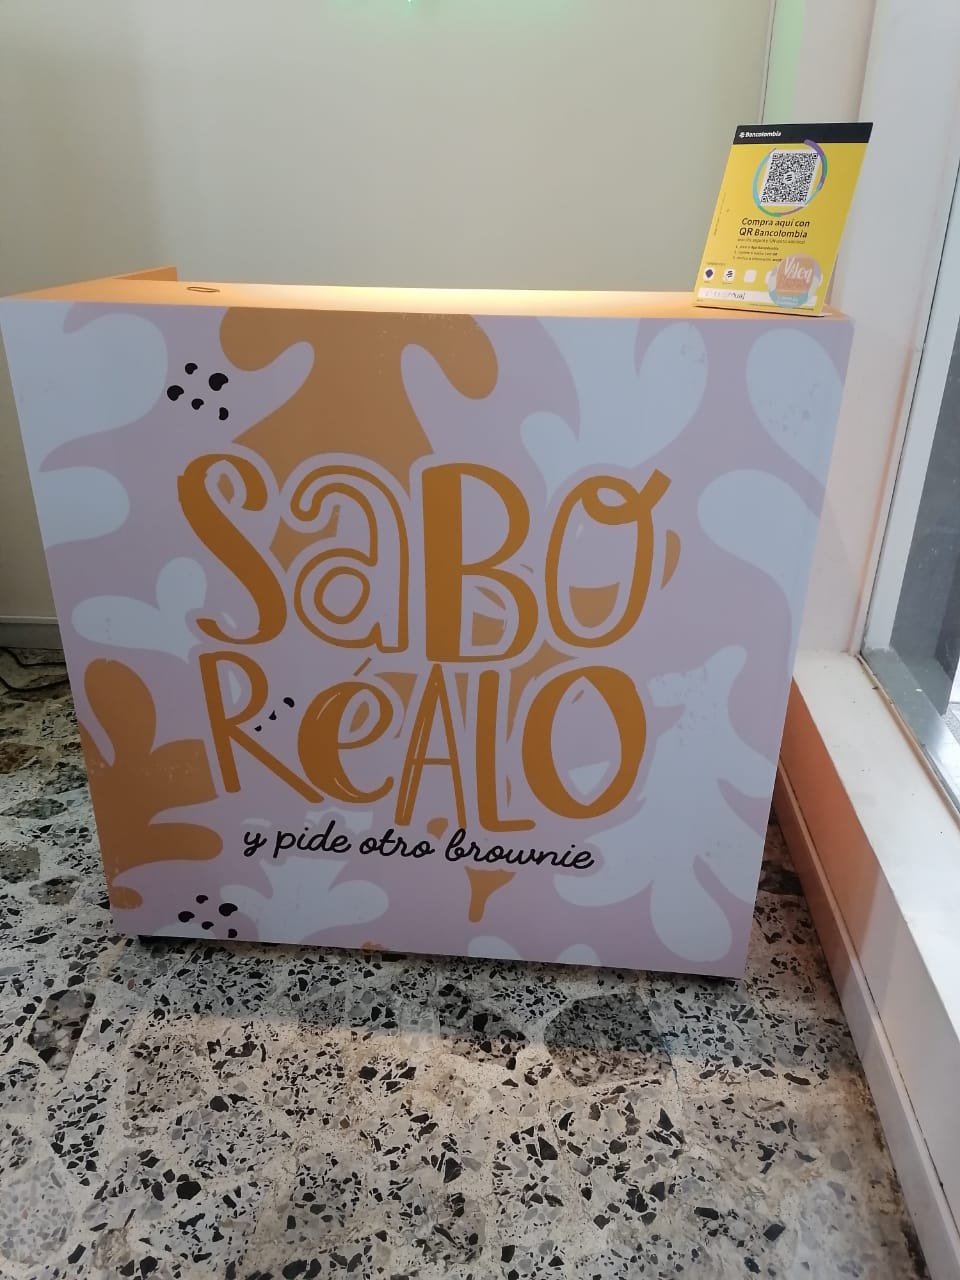 Bancolombia
Compra aquí con
QR Bancolombia
SaBO
RéALO
y pide otro brownie